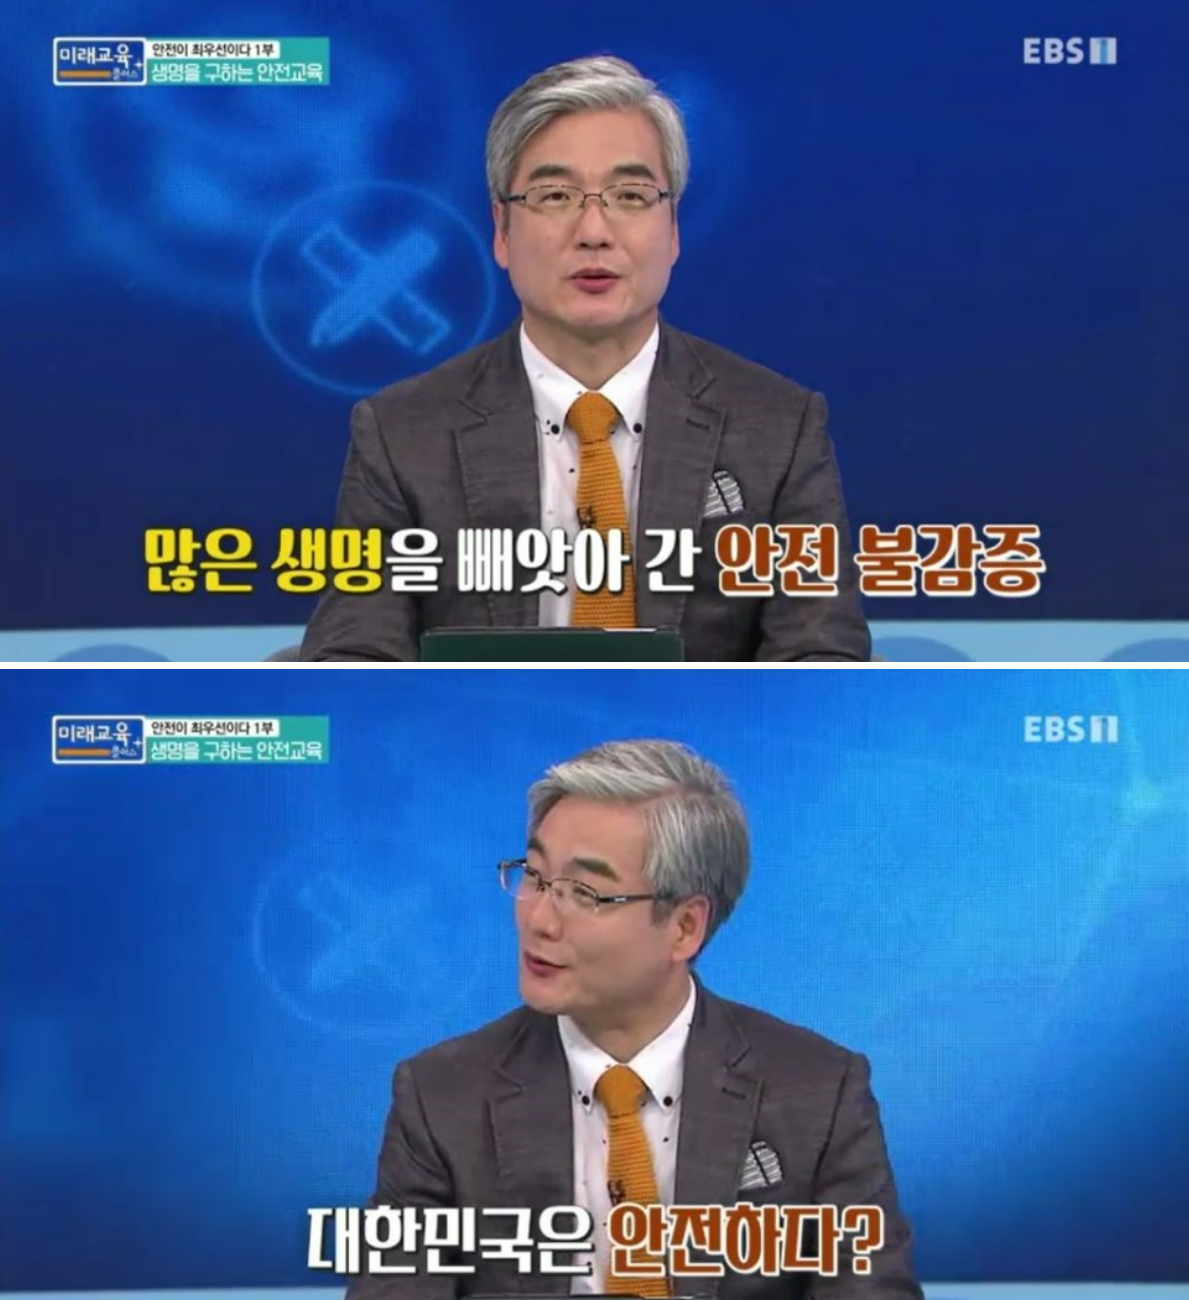 미래교육
플러스
안전이 최우선이다 1부
생명을 구하는 안전교육
EBS 1
많은 생명을 빼앗아 간 안전 불감증
미래교육
플러스
안전이 최우선이다 1부
생명을 구하는 안전교육
EBS 1
대한민국은 안전하다?